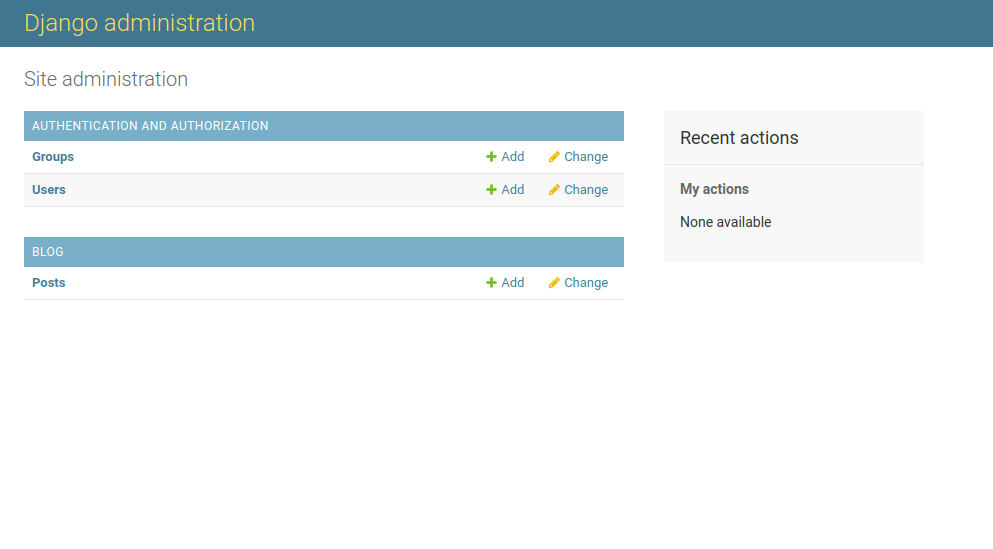 Django administration
Site administration
AUTHENTICATION AND AUTHORIZATION
Groups Add Change
Users Add Change
BLOG
Posts Add Change
Recent actions
My actions
None available